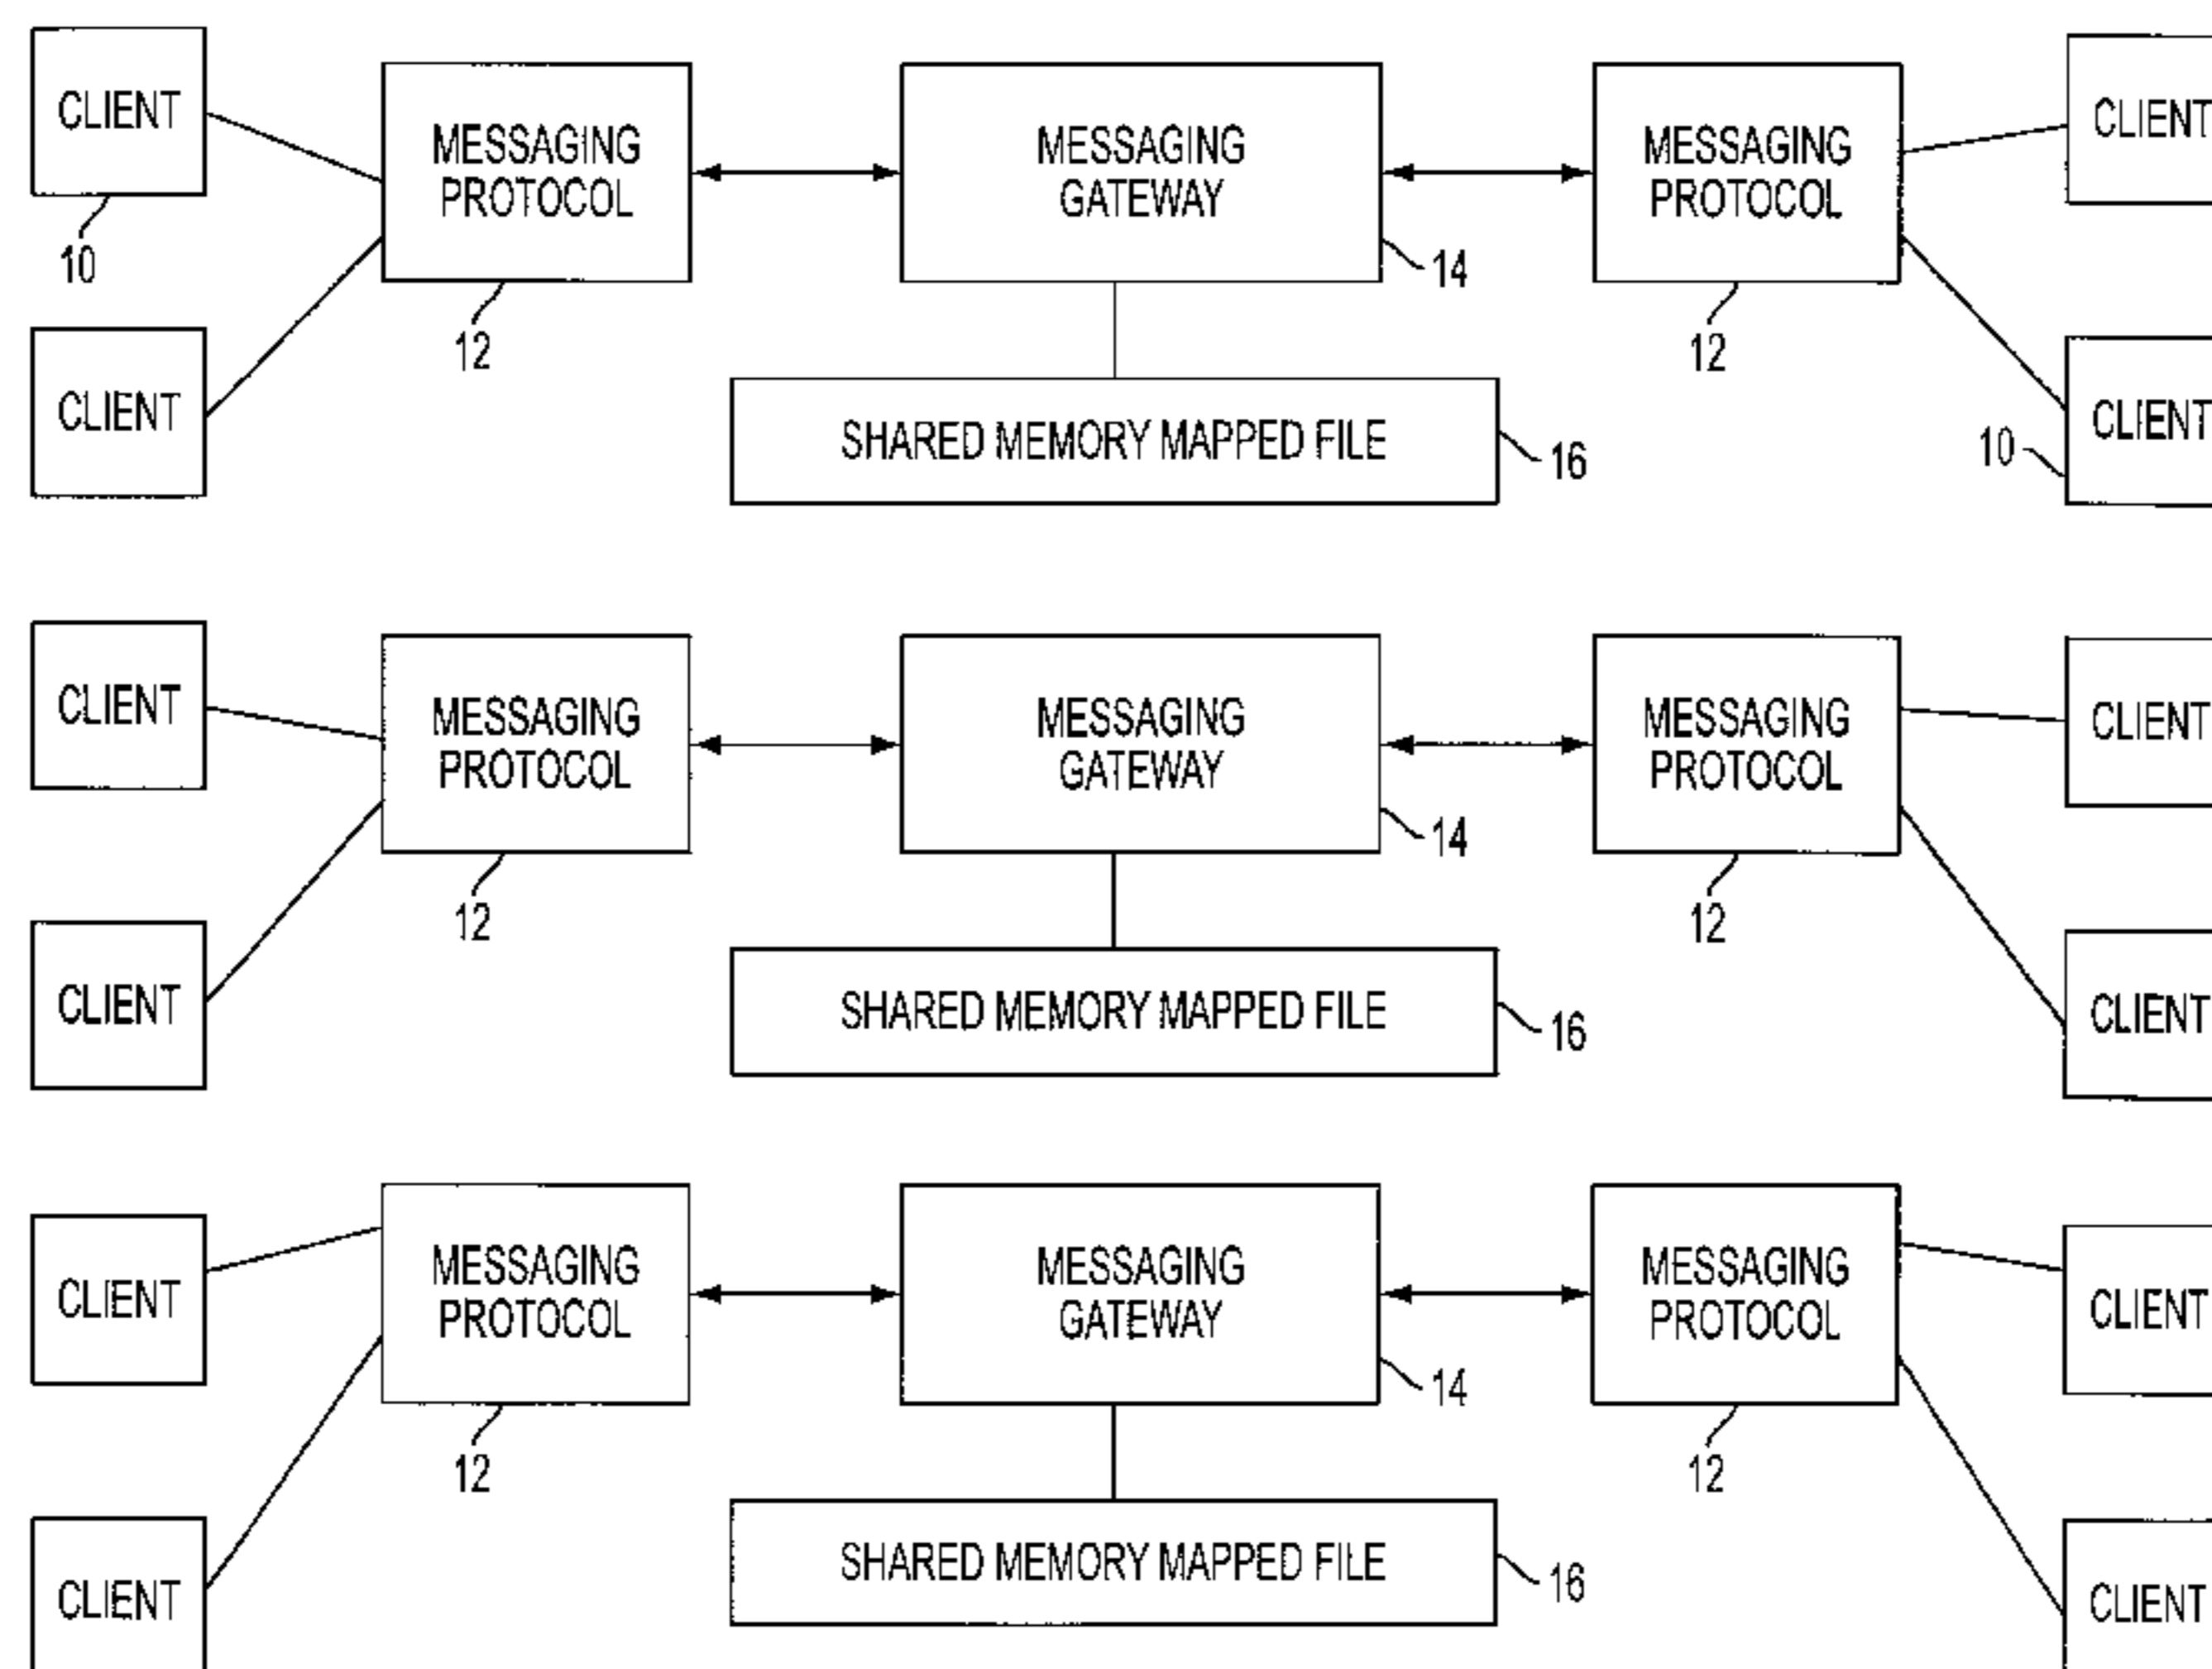 CLIENT
MESSAGING
PROTOCOL
MESSAGING
GATEWAY
MESSAGING
PROTOCOL
CLIENT
10
14
12
12
CLIENT
SHARED MEMORY MAPPED FILE
16
10
CLIENT
CLIENT
MESSAGING
PROTOCOL
MESSAGING
GATEWAY
MESSAGING
PROTOCOL
CLIENT
14
12
12
CLIENT
SHARED MEMORY MAPPED FILE
16
CLIENT
CLIENT
MESSAGING
PROTOCOL
MESSAGING
GATEWAY
MESSAGING
PROTOCOL
CLIENT
14
12
12
CLIENT
SHARED MEMORY MAPPED FILE
16
CLIENT